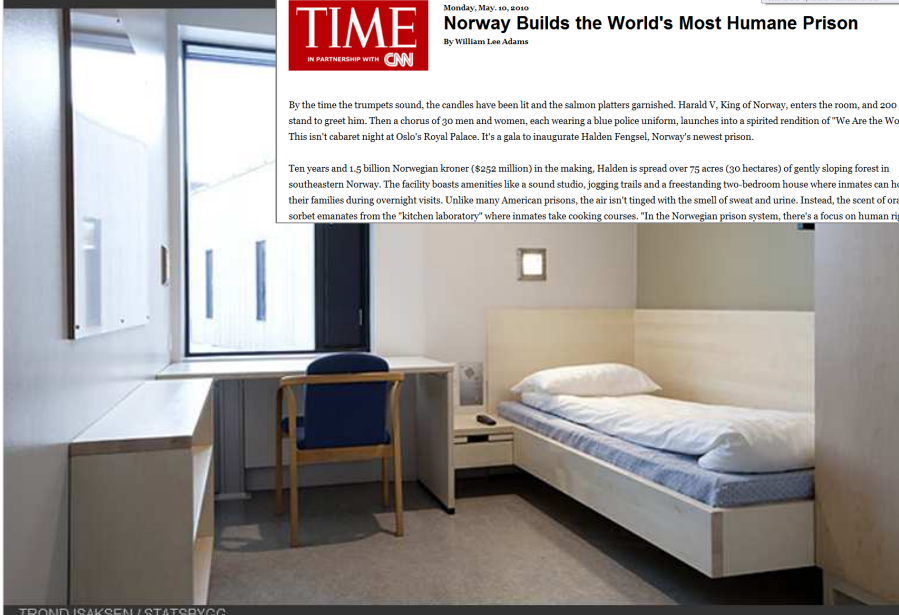 TIME
IN PARTNERSHIP WITH CNN
Monday, May. 10, 2010
Norway Builds the World's Most Humane Prison
By William Lee Adams
By the time the trumpets sound, the candles have been lit and the salmon platters garnished. Harald V, King of Norway, enters the room, and 200
stand to greet him. Then a chorus of 30 men and women, each wearing a blue police uniform, launches into a spirited rendition of "We Are the Wo
This isn't cabaret night at Oslo's Royal Palace. It's a gala to inaugurate Halden Fengsel, Norway's newest prison.
Ten years and 1.5 billion Norwegian kroner ($252 million) in the making, Halden is spread over 75 acres (30 hectares) of gently sloping forest in
southeastern Norway. The facility boasts amenities like a sound studio, jogging trails and a freestanding two-bedroom house where inmates can h
their families during overnight visits. Unlike many American prisons, the air isn't tinged with the smell of sweat and urine. Instead, the scent of ora
sorbet emanates from the "kitchen laboratory" where inmates take cooking courses. "In the Norwegian prison system, there's a focus on human rig
TROND ISAKSEN / STATSBYGG